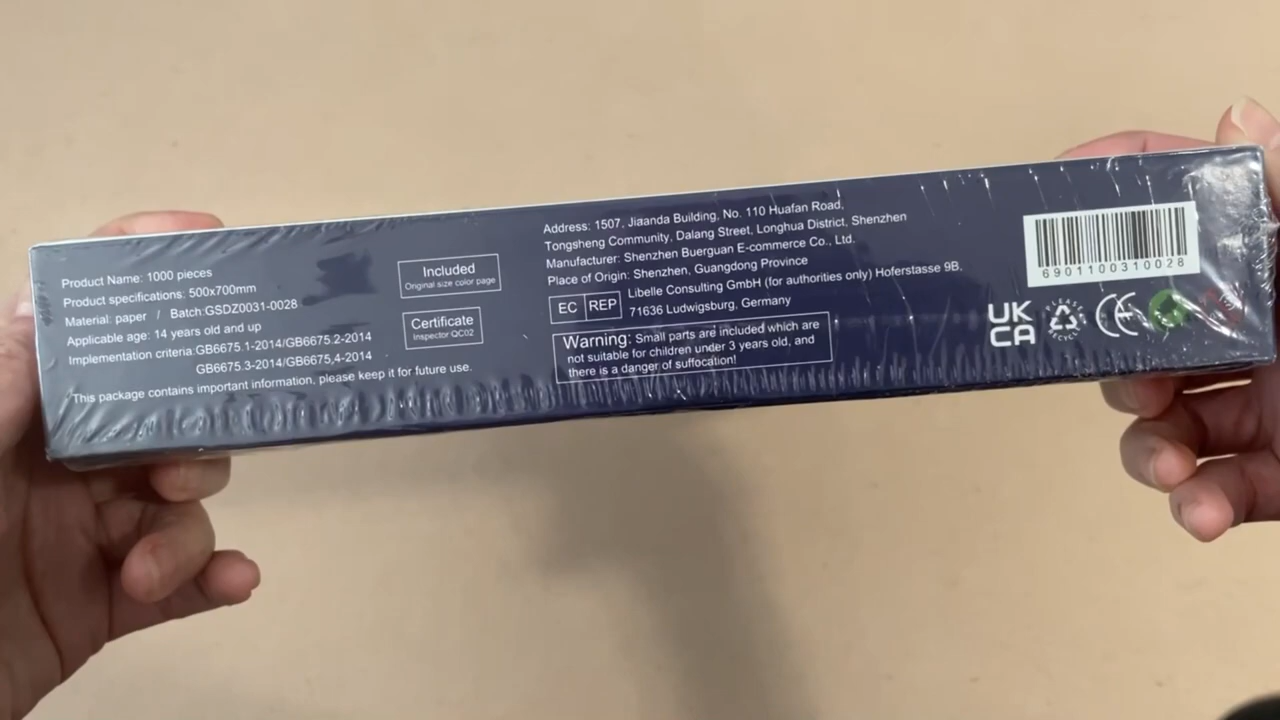 Product Name: 1000 pieces
Product specifications: 500x700mm
Material: paper / Batch:GSDZ0031-0028
Applicable age: 14 years old and up
Implementation criteria:GB6675.1-2014/GB6675.2-2014
GB6675.3-2014/GB6675,4-2014
This package contains important information, please keep it for future use.
Included
Original size color page
Certificate
Inspector QC02
Address: 1507, Jiaanda Building, No. 110 Huafan Road,
Tongsheng Community, Dalang Street, Longhua District, Shenzhen
Manufacturer: Shenzhen Buerguan E-commerce Co., Ltd.
Place of Origin: Shenzhen, Guangdong Province
EC REP
Libelle Consulting GmbH (for authorities only) Hoferstasse 9B,
71636 Ludwigsburg, Germany
Warning: Small parts are included which are
not suitable for children under 3 years old, and
there is a danger of suffocation!
6901100310028
UK
CA
PLEASE
RECYCLE
CE